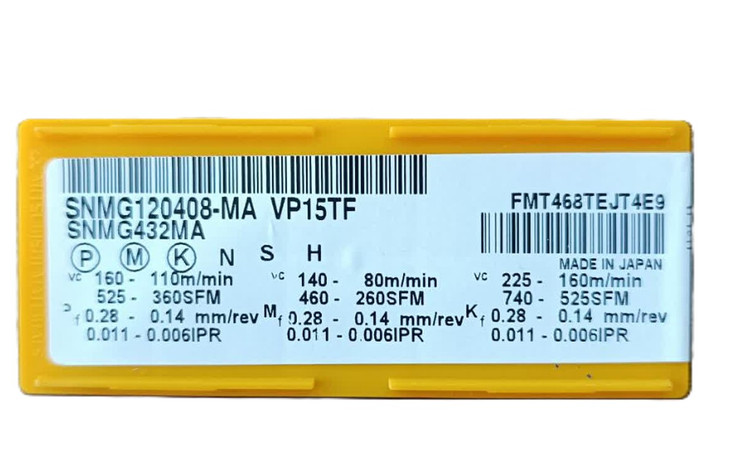 SNMG120408-MA VP15TF
SNMG432MA
FMT468TEJT4E9
P M K N S H
MADE IN JAPAN
P vc 160 - 110m/min
525 - 360SFM
f 0.28 - 0.14 mm/rev
0.011 - 0.006IPR
M vc 140 - 80m/min
460 - 260SFM
f 0.28 - 0.14 mm/rev
0.011 - 0.006IPR
K vc 225 - 160m/min
740 - 525SFM
f 0.28 - 0.14 mm/rev
0.011 - 0.006IPR